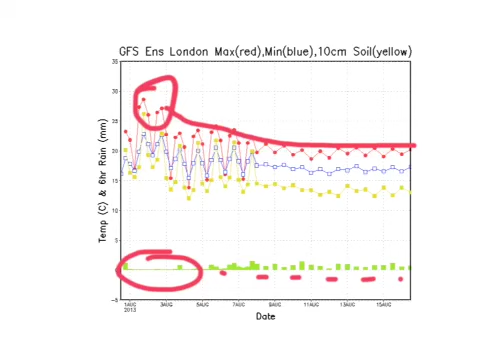 GFS Ens London Max(red),Min(blue),10cm Soil(yellow)
35
30
25
20
15
10
5
0
-5
Temp (C) & 6hr Rain (mm)
1AUG 3AUG 5AUG 7AUG 9AUG 11AUG 13AUG 15AUG
2013
Date